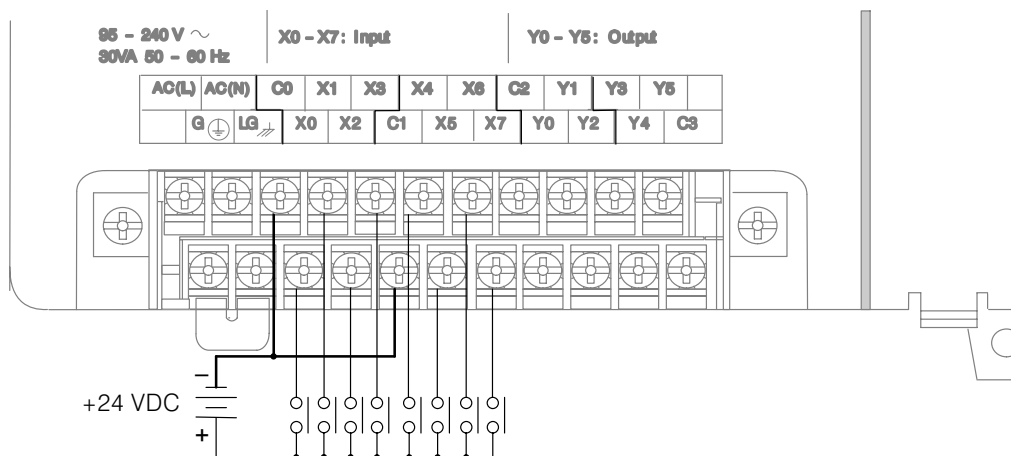 95 – 240 V ~ X0 – X7: Input Y0 – Y5: Output
30VA 50 – 60 Hz
AC(L) AC(N) C0 X1 X3 X4 X6 C2 Y1 Y3 Y5
G LG X0 X2 C1 X5 X7 Y0 Y2 Y4 C3
–
+24 VDC
+